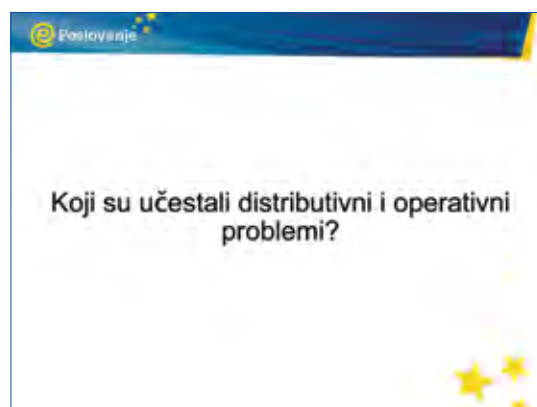 e Poslovanje
Koji su učestali distributivni i operativni
problemi?